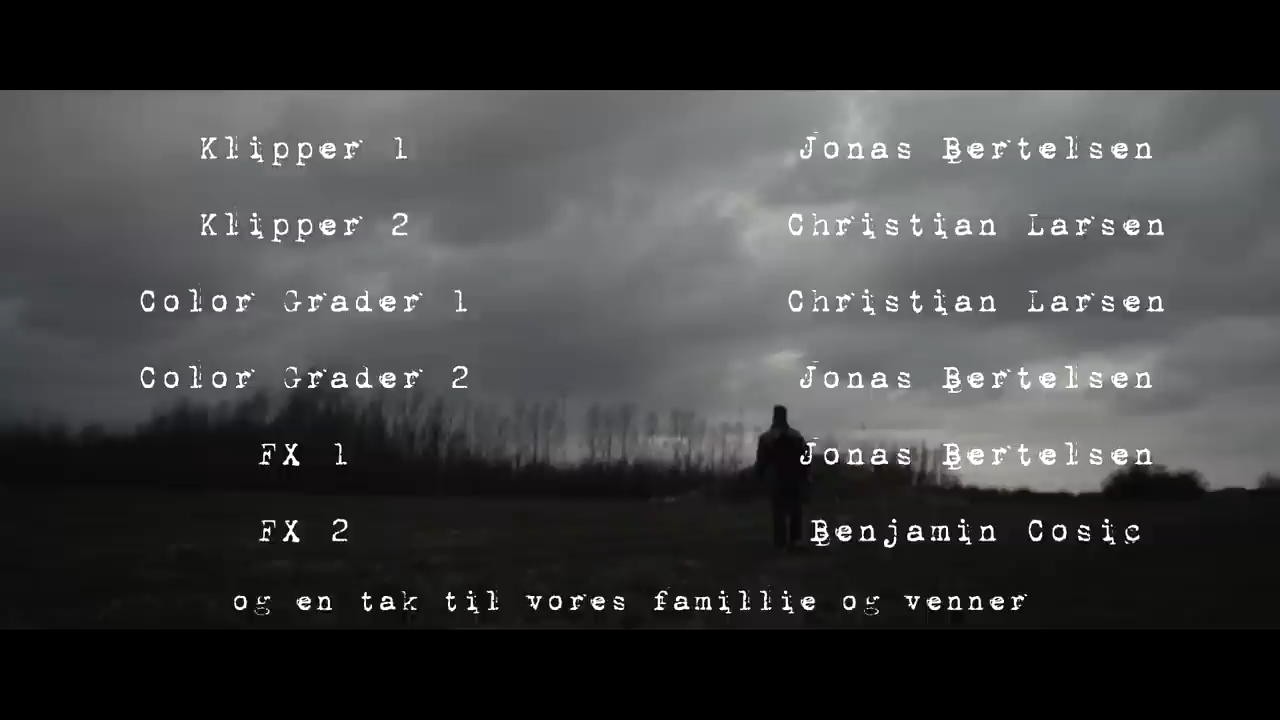 Klipper 1 Jonas Bertelsen
Klipper 2 Christian Larsen
Color Grader 1 Christian Larsen
Color Grader 2 Jonas Bertelsen
FX 1 Jonas Bertelsen
FX 2 Benjamin Cosic
og en tak til vores famillie og venner